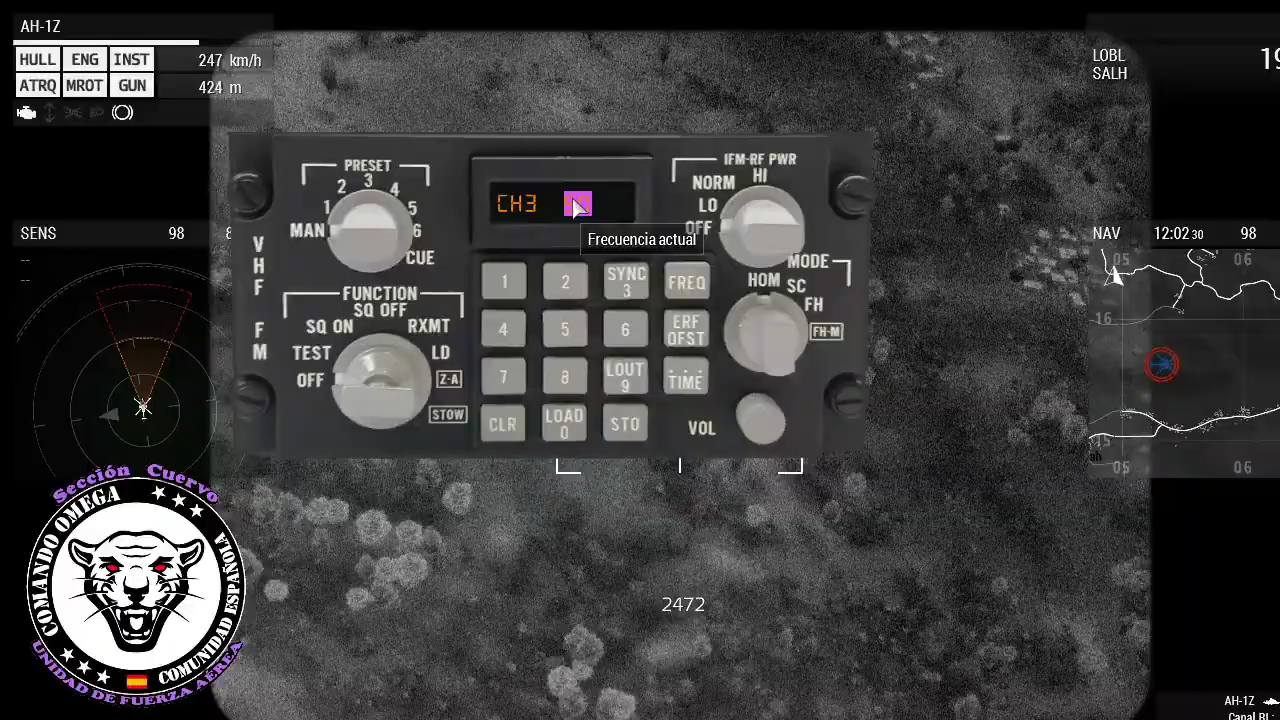 AH-1Z
HULL ENG INST 247 km/h
ATRQ MROT GUN 424 m
SENS 98
VHF FM
PRESET
MAN 1 2 3 4 5 6 CUE
CH3
Frecuencia actual
IFM-RF PWR
OFF LO NORM HI
MODE
HOM SC FH FH-M
FUNCTION
OFF TEST SQ ON SQ OFF RXMT LD Z-A STOW
1 2 SYNC 3 FREQ
4 5 6 ERF OFST
7 8 LOUT 9 TIME
CLR LOAD 0 STO
VOL
2472
LOBL
SALH
NAV 12:02 30 98
05 06
16
15
05 06
Sección Cuervo
COMANDO OMEGA
COMUNIDAD ESPAÑOLA
UNIDAD DE FUERZA AÉREA
AH-1Z